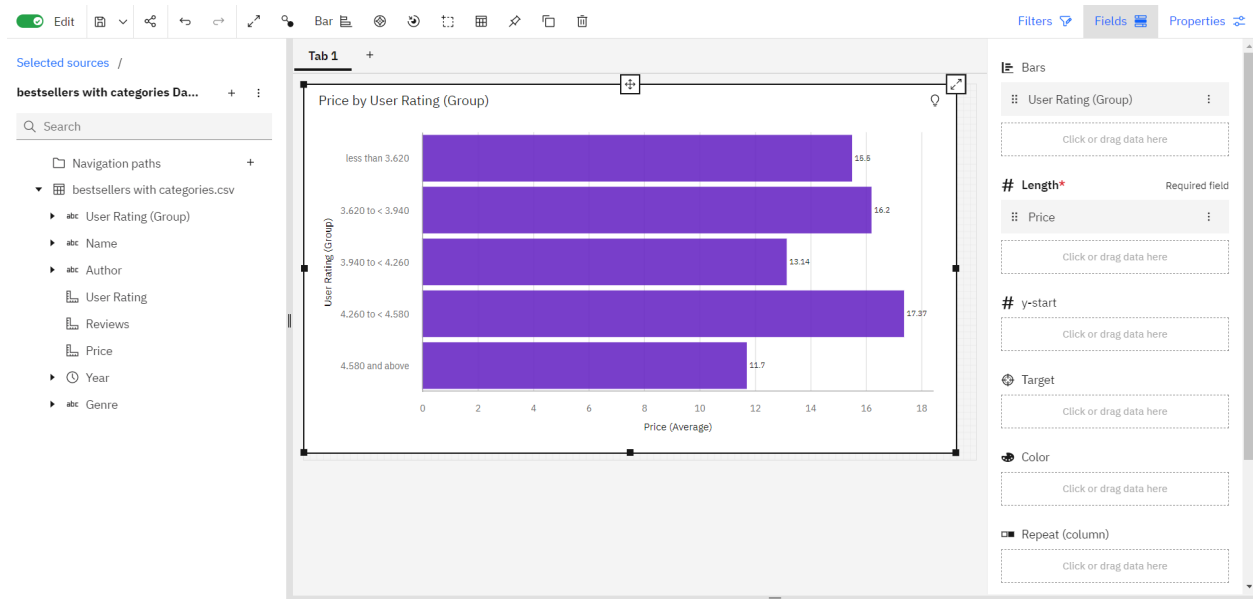 Edit
Bar
Filters
Fields
Properties
Selected sources /
bestsellers with categories Da...
Search
Navigation paths
bestsellers with categories.csv
abc User Rating (Group)
abc Name
abc Author
User Rating
Reviews
Price
Year
abc Genre
Tab 1
Price by User Rating (Group)
User Rating (Group)
less than 3.620
15.5
3.620 to < 3.940
16.2
3.940 to < 4.260
13.14
4.260 to < 4.580
17.37
4.580 and above
11.7
0 2 4 6 8 10 12 14 16 18
Price (Average)
Bars
User Rating (Group)
Click or drag data here
# Length* Required field
Price
Click or drag data here
# y-start
Click or drag data here
Target
Click or drag data here
Color
Click or drag data here
Repeat (column)
Click or drag data here